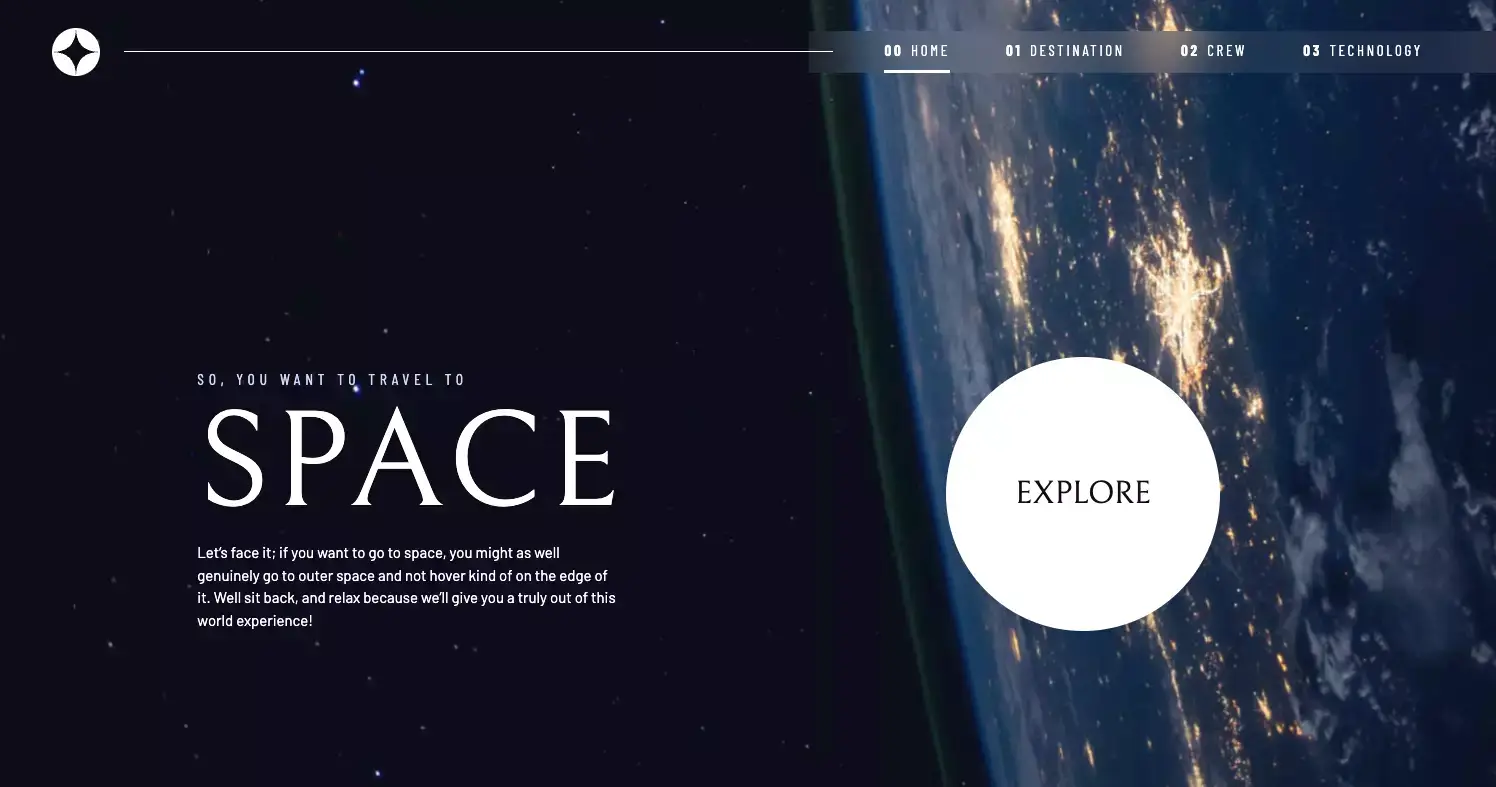 00 HOME 01 DESTINATION 02 CREW 03 TECHNOLOGY
SO, YOU WANT TO TRAVEL TO
SPACE
Let’s face it; if you want to go to space, you might as well
genuinely go to outer space and not hover kind of on the edge of
it. Well sit back, and relax because we’ll give you a truly out of this
world experience!
EXPLORE